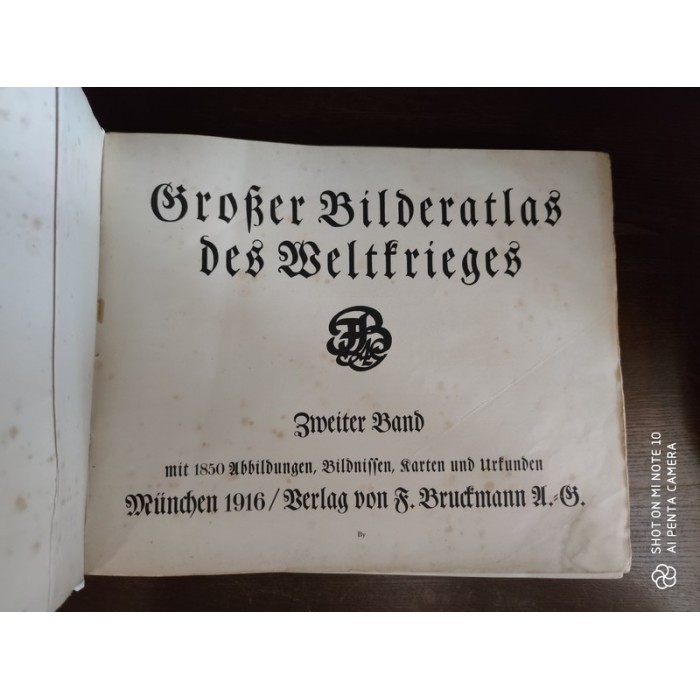 Großer Bilderatlas
des Weltkrieges
Zweiter Band
mit 1850 Abbildungen, Bildnissen, Karten und Urkunden
München 1916 / Verlag von F. Bruckmann A.-G.
By
SHOT ON MI NOTE 10
AI PENTA CAMERA